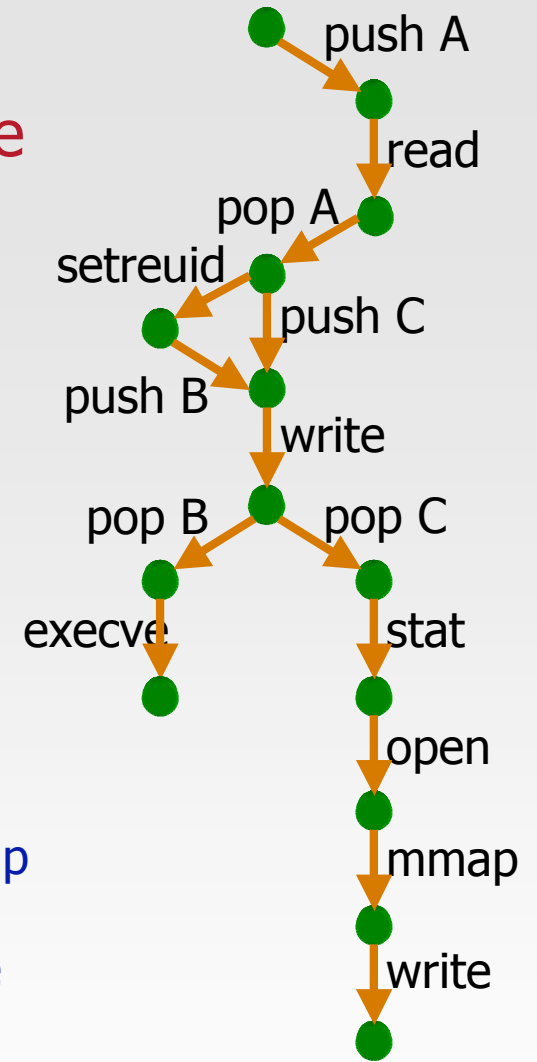 push A
e
read
pop A
setreuid
push C
push B
write
pop B
pop C
execve
stat
open
p
mmap
e
write